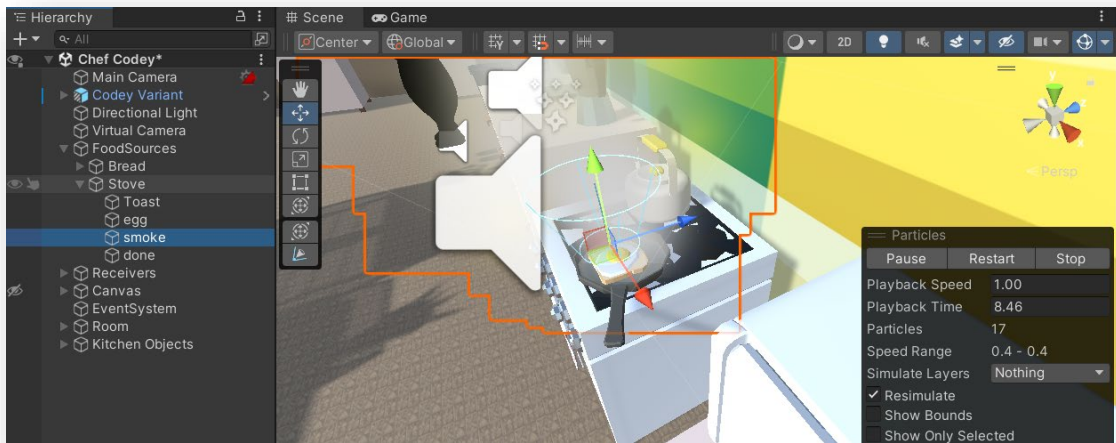 Hierarchy
All
Chef Codey*
Main Camera
Codey Variant
Directional Light
Virtual Camera
FoodSources
Bread
Stove
Toast
egg
smoke
done
Receivers
Canvas
EventSystem
Room
Kitchen Objects
Scene Game
Center Global 2D
y
x
Persp
Particles
Pause Restart Stop
Playback Speed 1.00
Playback Time 8.46
Particles 17
Speed Range 0.4 - 0.4
Simulate Layers Nothing
Resimulate
Show Bounds
Show Only Selected